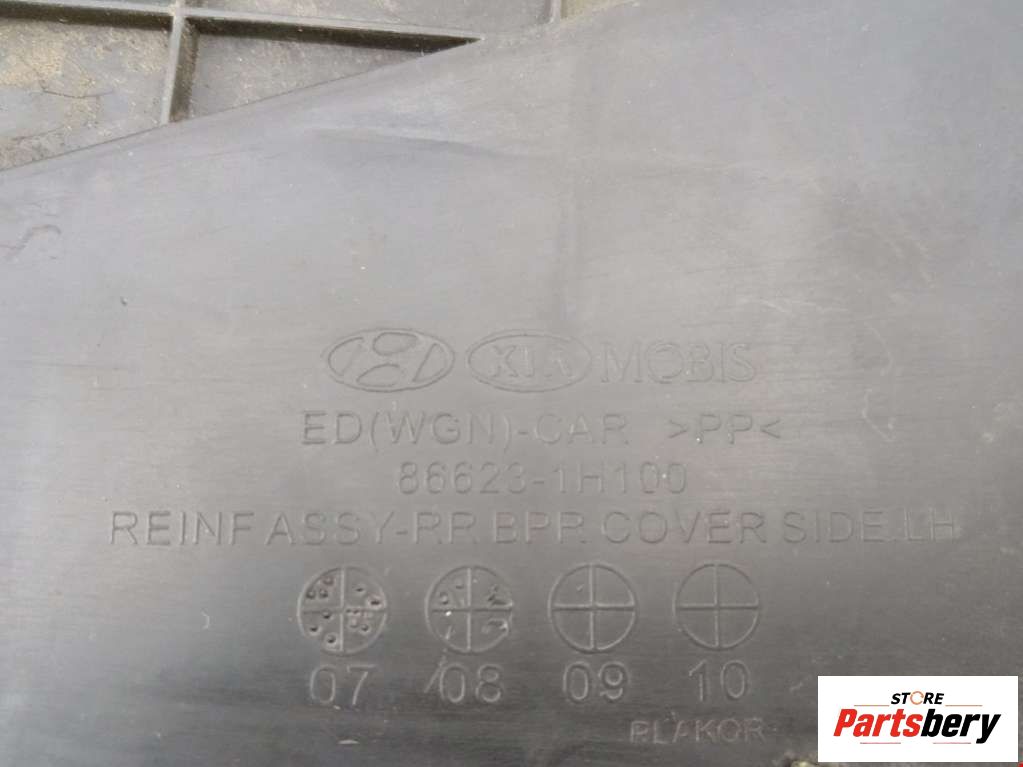 KIA MOBIS
ED(WGN)-CAR >PP<
86623-1H100
REINF ASSY-RR BPR COVER SIDE.LH
07 08 09 10
PLAKOR
STORE
Partsbery